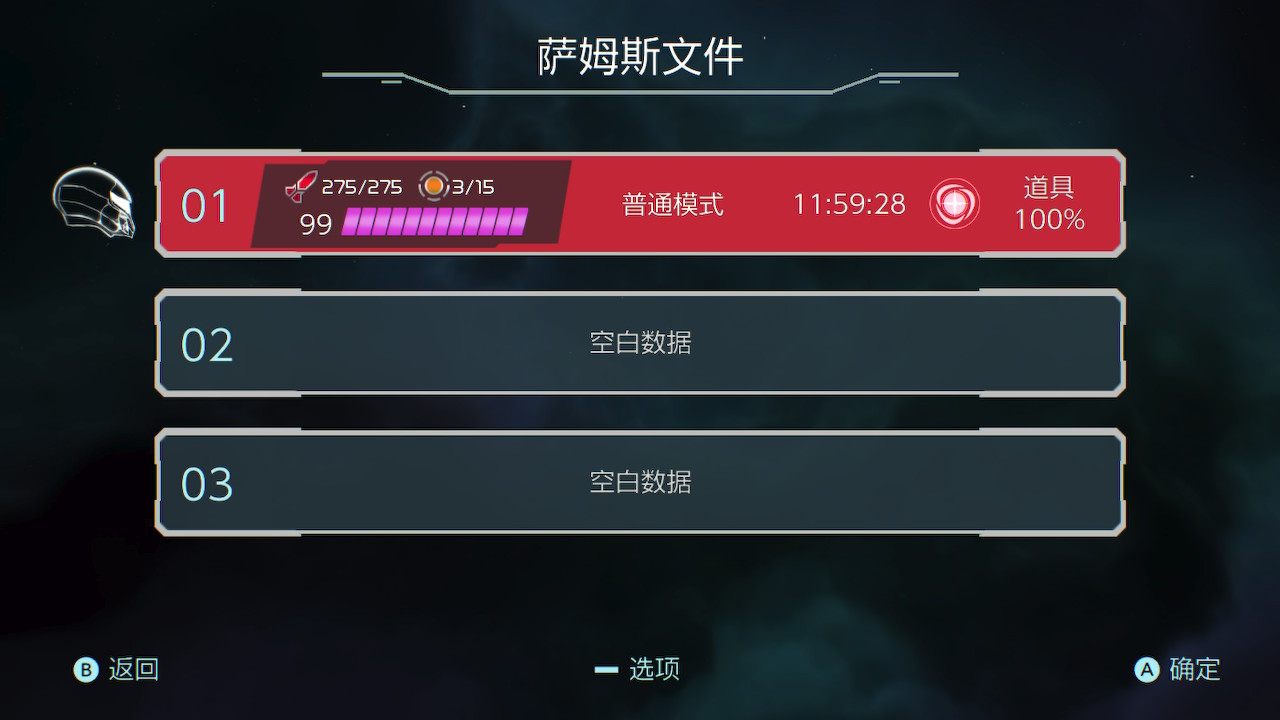 萨姆斯文件
01
275/275 3/15
99
普通模式
11:59:28
道具
100%
02
空白数据
03
空白数据
B 返回
选项
A 确定